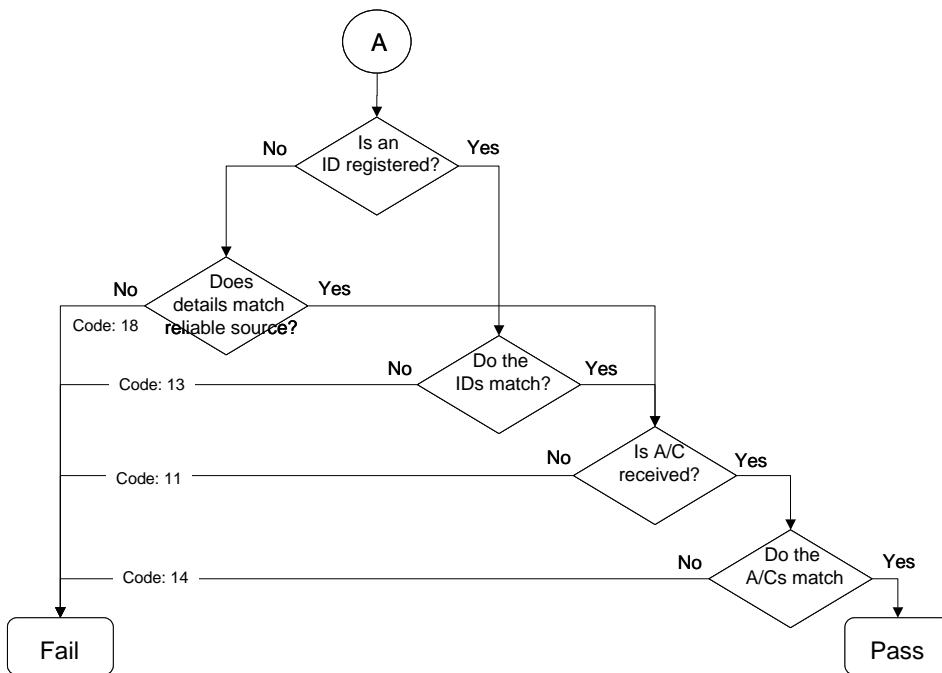 A
Is an
ID registered?
No
Yes
Does
details match
reliable source?
No
Yes
Code: 18
Do the
IDs match?
No
Yes
Code: 13
Is A/C
received?
No
Yes
Code: 11
Do the
A/Cs match
No
Yes
Code: 14
Fail
Pass